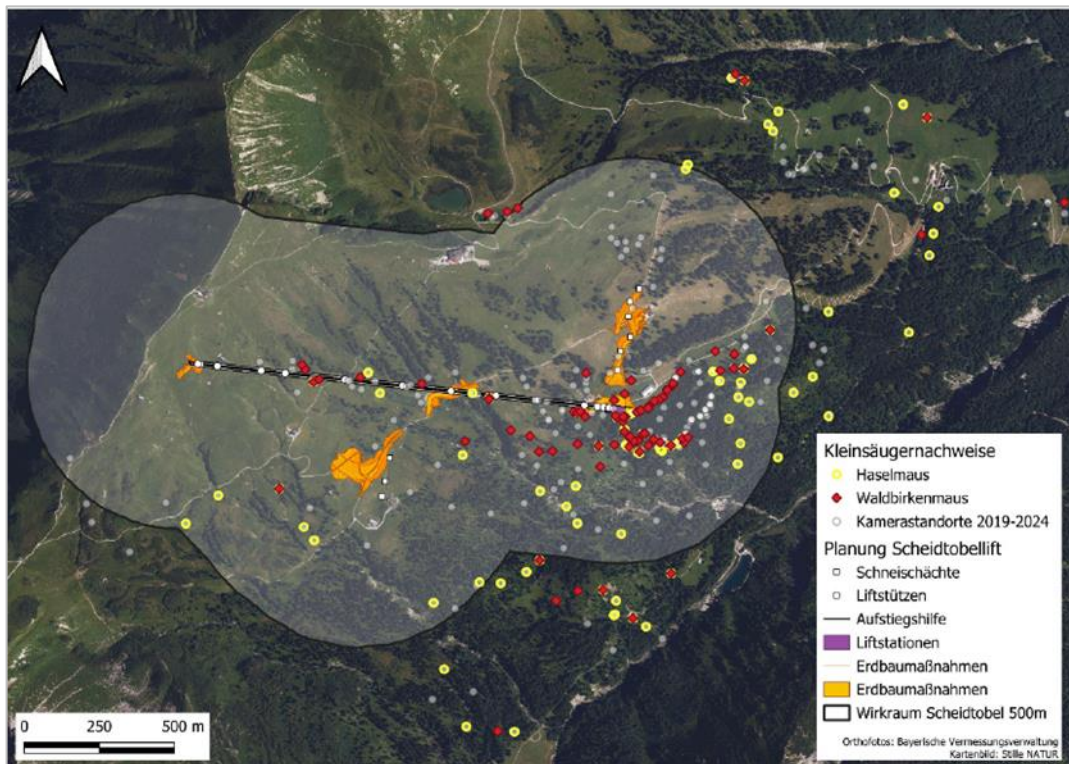 Kleinsäugernachweise
Haselmaus
Waldbirkenmaus
Kamerastandorte 2019-2024
Planung Scheidtobellift
Schneischächte
Liftstützen
Aufstiegshilfe
Liftstationen
Erdbaumaßnahmen
Erdbaumaßnahmen
Wirkraum Scheidtobel 500m
Orthofotos: Bayerische Vermessungsverwaltung
Kartenbild: Stille NATUR
0 250 500 m